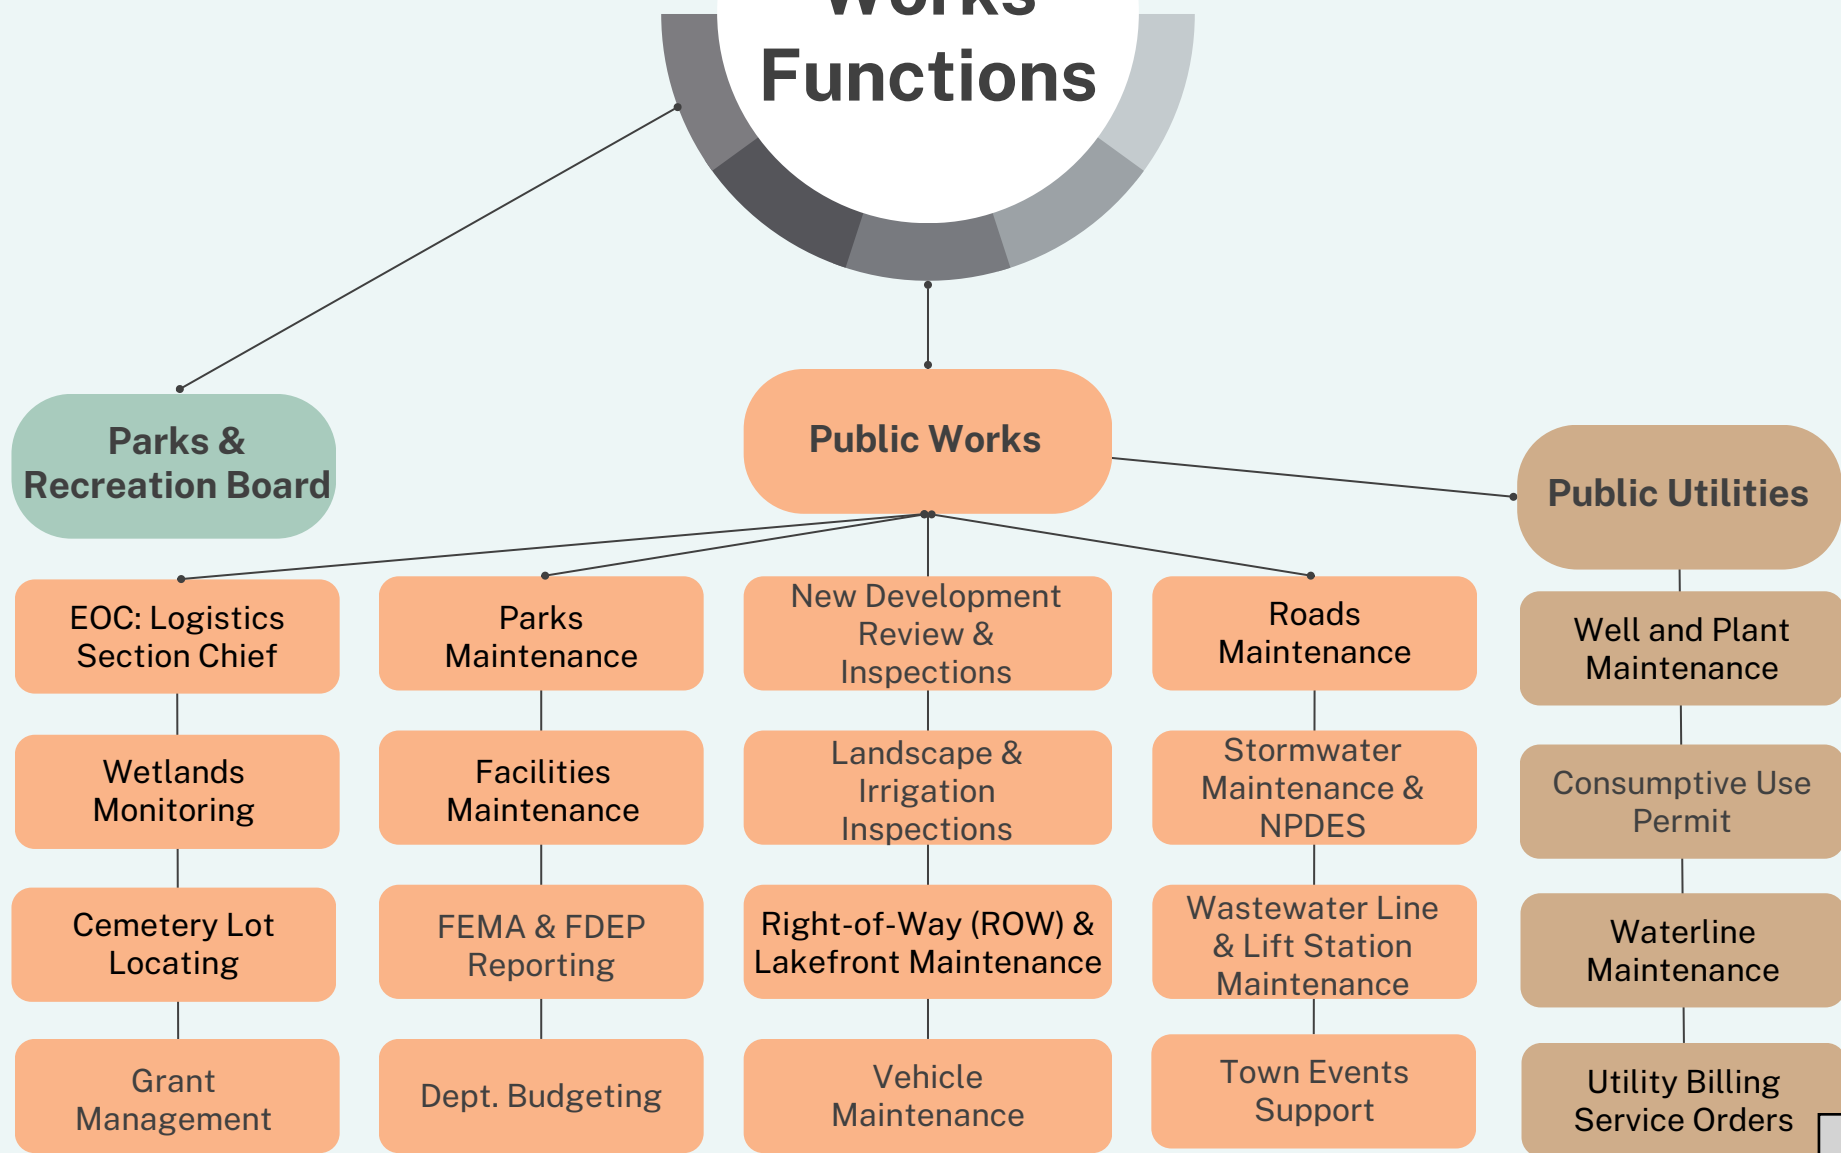 Works
Functions
Parks &
Recreation Board
Public Works
Public Utilities
EOC: Logistics
Section Chief
Wetlands
Monitoring
Cemetery Lot
Locating
Grant
Management
Parks
Maintenance
Facilities
Maintenance
FEMA & FDEP
Reporting
Dept. Budgeting
New Development
Review &
Inspections
Landscape &
Irrigation
Inspections
Right-of-Way (ROW) &
Lakefront Maintenance
Vehicle
Maintenance
Roads
Maintenance
Stormwater
Maintenance &
NPDES
Wastewater Line
& Lift Station
Maintenance
Town Events
Support
Well and Plant
Maintenance
Consumptive Use
Permit
Waterline
Maintenance
Utility Billing
Service Orders